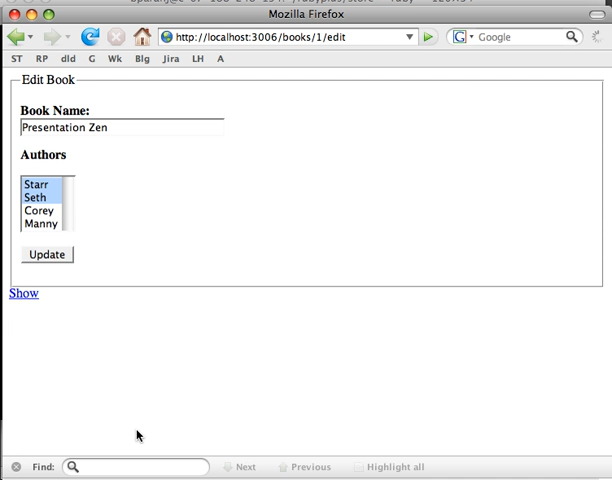 Mozilla Firefox
http://localhost:3006/books/1/edit
Google
ST RP dld G Wk Blg Jira LH A
Edit Book
Book Name:
Presentation Zen
Authors
Starr
Seth
Corey
Manny
Update
Show
Find: Next Previous Highlight all